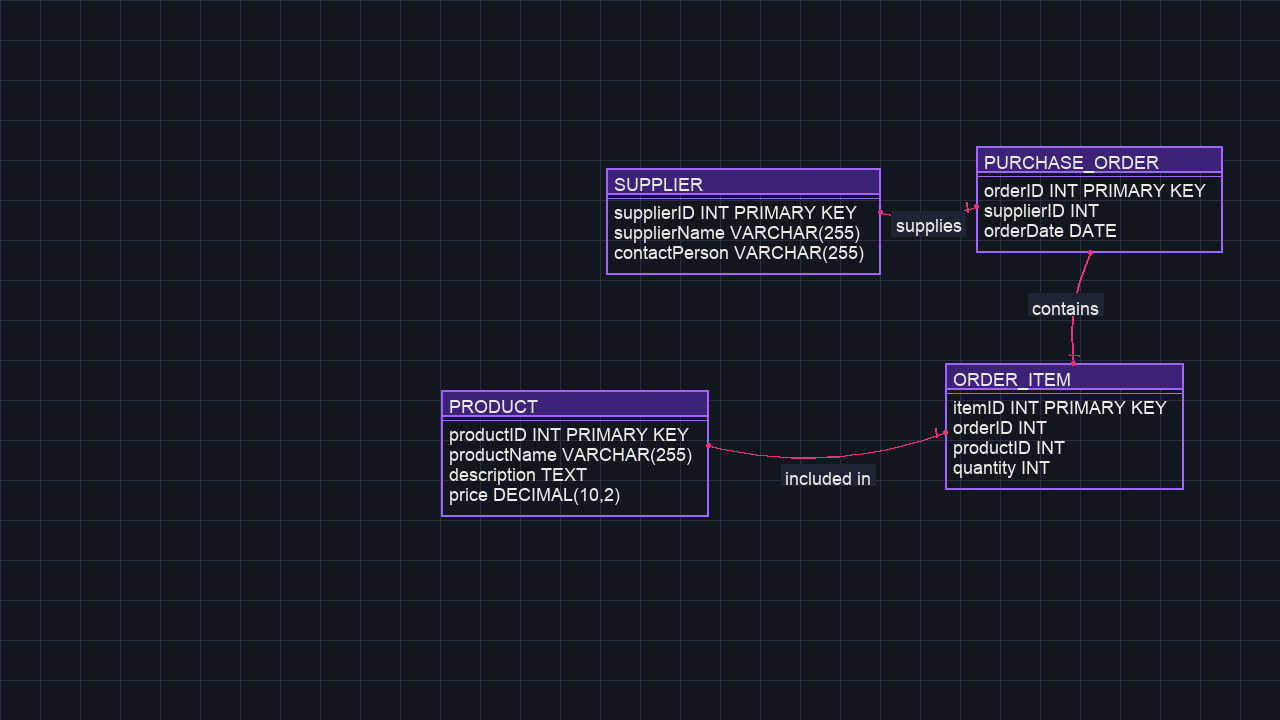 SUPPLIER
supplierID INT PRIMARY KEY
supplierName VARCHAR(255)
contactPerson VARCHAR(255)
supplies
PURCHASE_ORDER
orderID INT PRIMARY KEY
supplierID INT
orderDate DATE
contains
PRODUCT
productID INT PRIMARY KEY
productName VARCHAR(255)
description TEXT
price DECIMAL(10,2)
included in
ORDER_ITEM
itemID INT PRIMARY KEY
orderID INT
productID INT
quantity INT